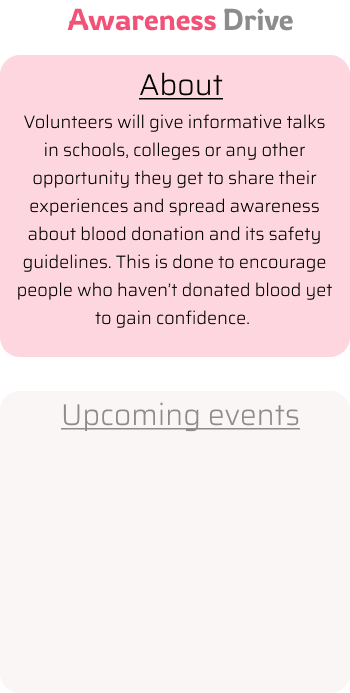 Awareness Drive
About
Volunteers will give informative talks
in schools, colleges or any other
opportunity they get to share their
experiences and spread awareness
about blood donation and its safety
guidelines. This is done to encourage
people who haven't donated blood yet
to gain confidence.
Upcoming events